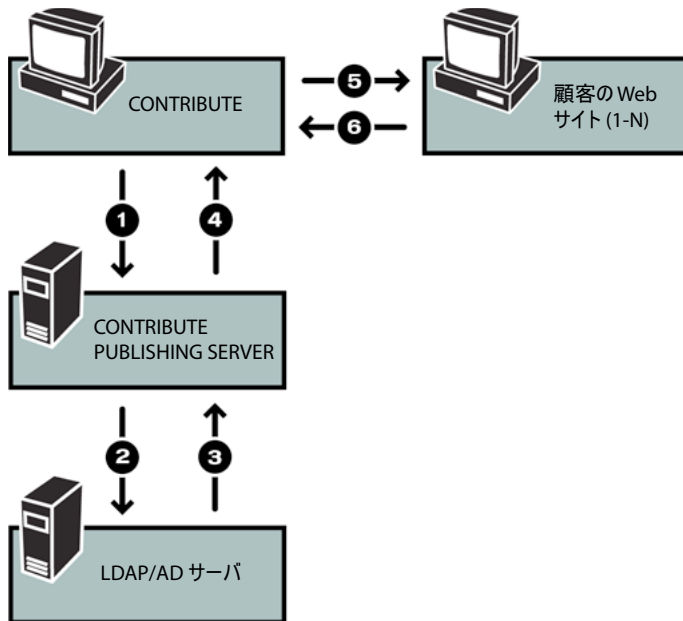 CONTRIBUTE
5
6
顧客の Web
サイト (1-N)
1
4
CONTRIBUTE
PUBLISHING SERVER
2
3
LDAP/AD サーバ